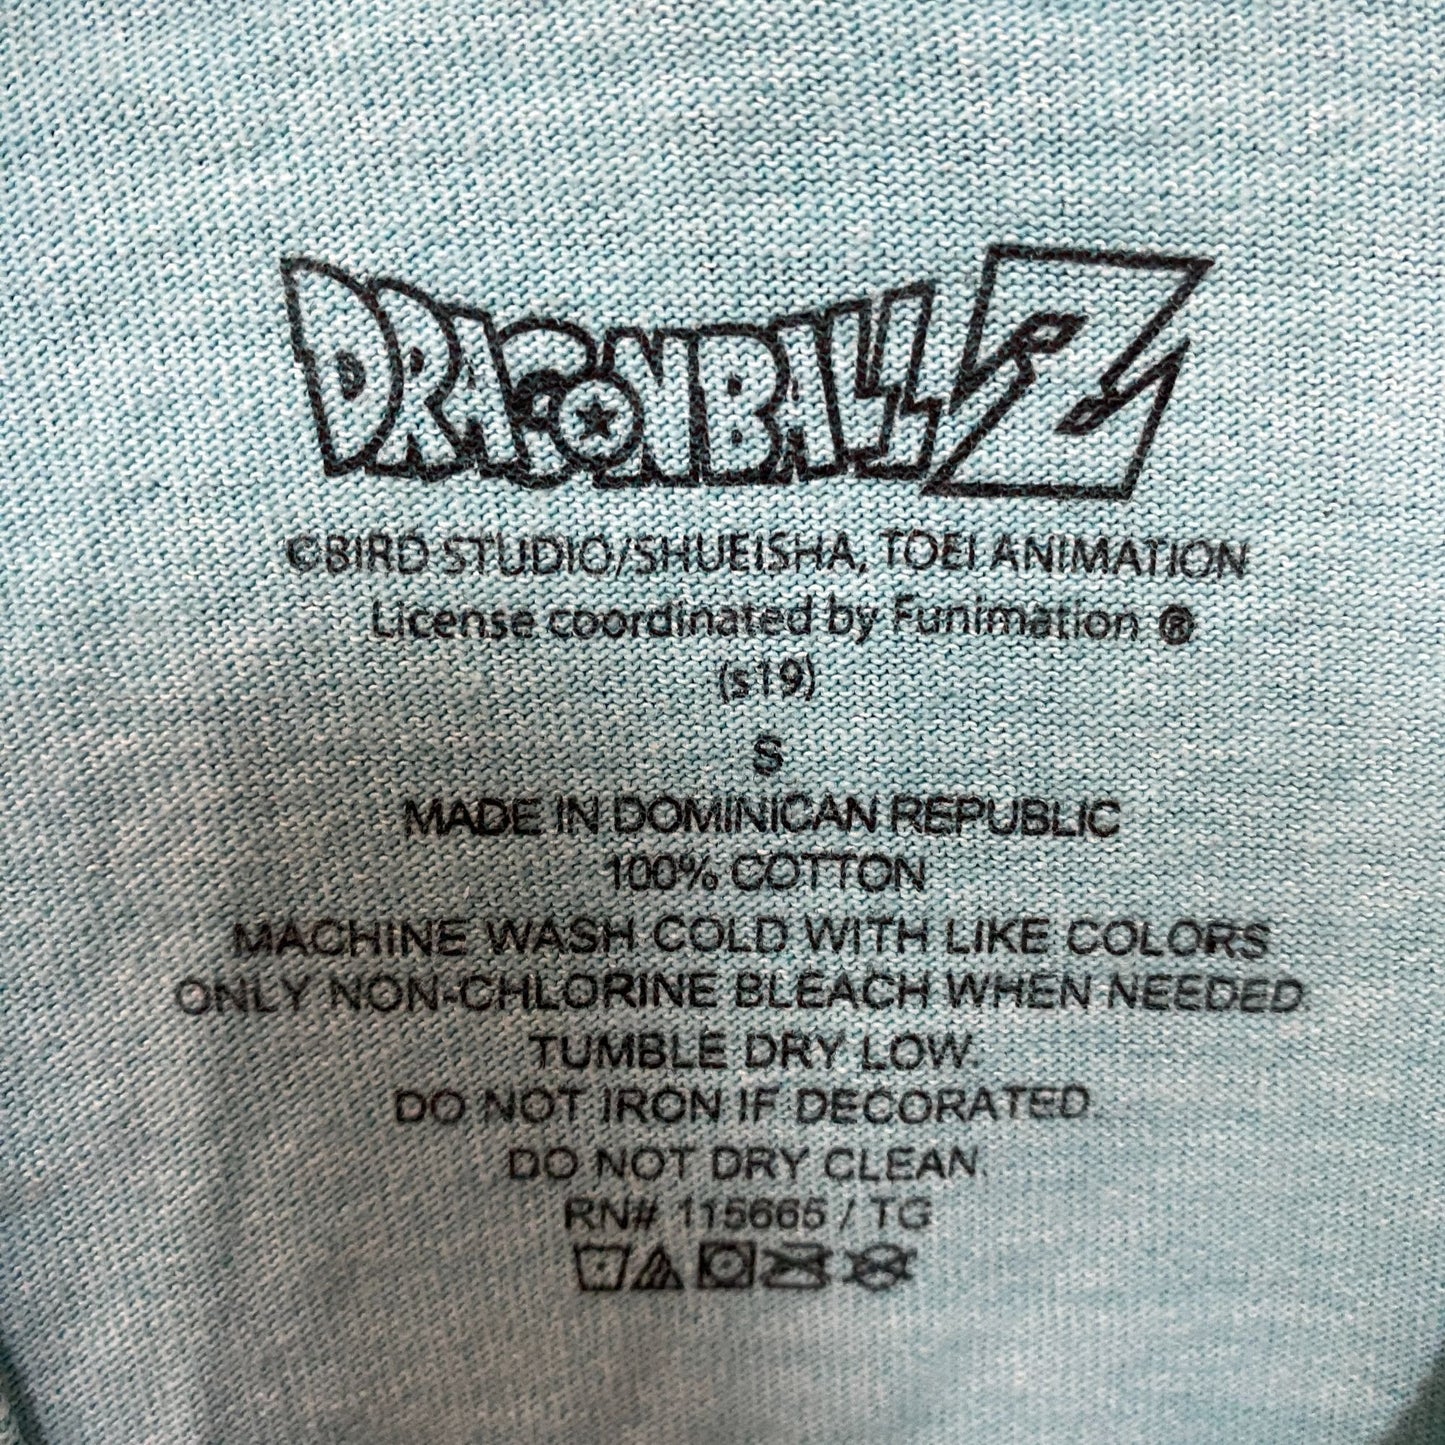 DRAGONBALL Z
©BIRD STUDIO/SHUEISHA, TOEI ANIMATION
License coordinated by Funimation ®
(s19)
S
MADE IN DOMINICAN REPUBLIC
100% COTTON
MACHINE WASH COLD WITH LIKE COLORS
ONLY NON-CHLORINE BLEACH WHEN NEEDED.
TUMBLE DRY LOW.
DO NOT IRON IF DECORATED.
DO NOT DRY CLEAN.
RN# 115665 / TG